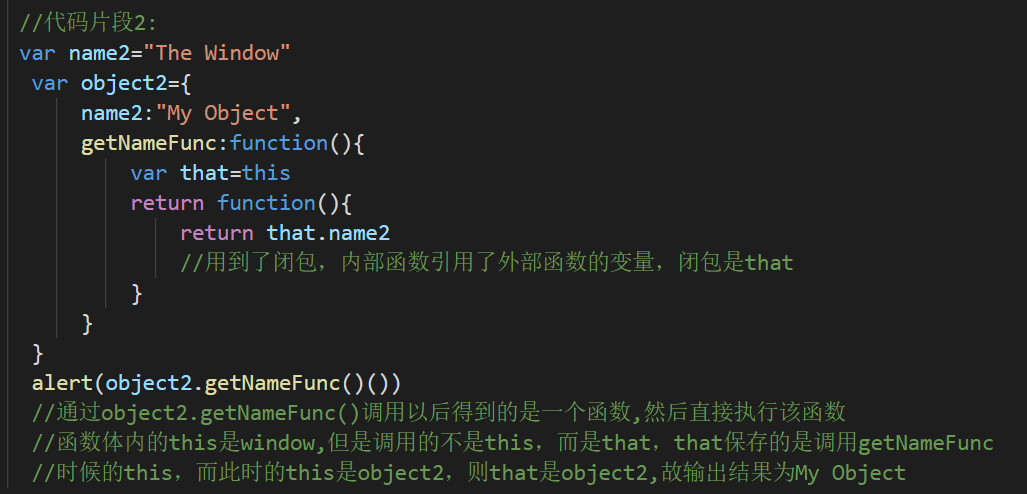 //代码片段2:
var name2="The Window"
var object2={
name2:"My Object",
getNameFunc:function(){
var that=this
return function(){
return that.name2
//用到了闭包，内部函数引用了外部函数的变量，闭包是that
}
}
}
alert(object2.getNameFunc()())
//通过object2.getNameFunc()调用以后得到的是一个函数,然后直接执行该函数
//函数体内的this是window,但是调用的不是this，而是that，that保存的是调用getNameFunc
//时候的this，而此时的this是object2，则that是object2,故输出结果为My Object